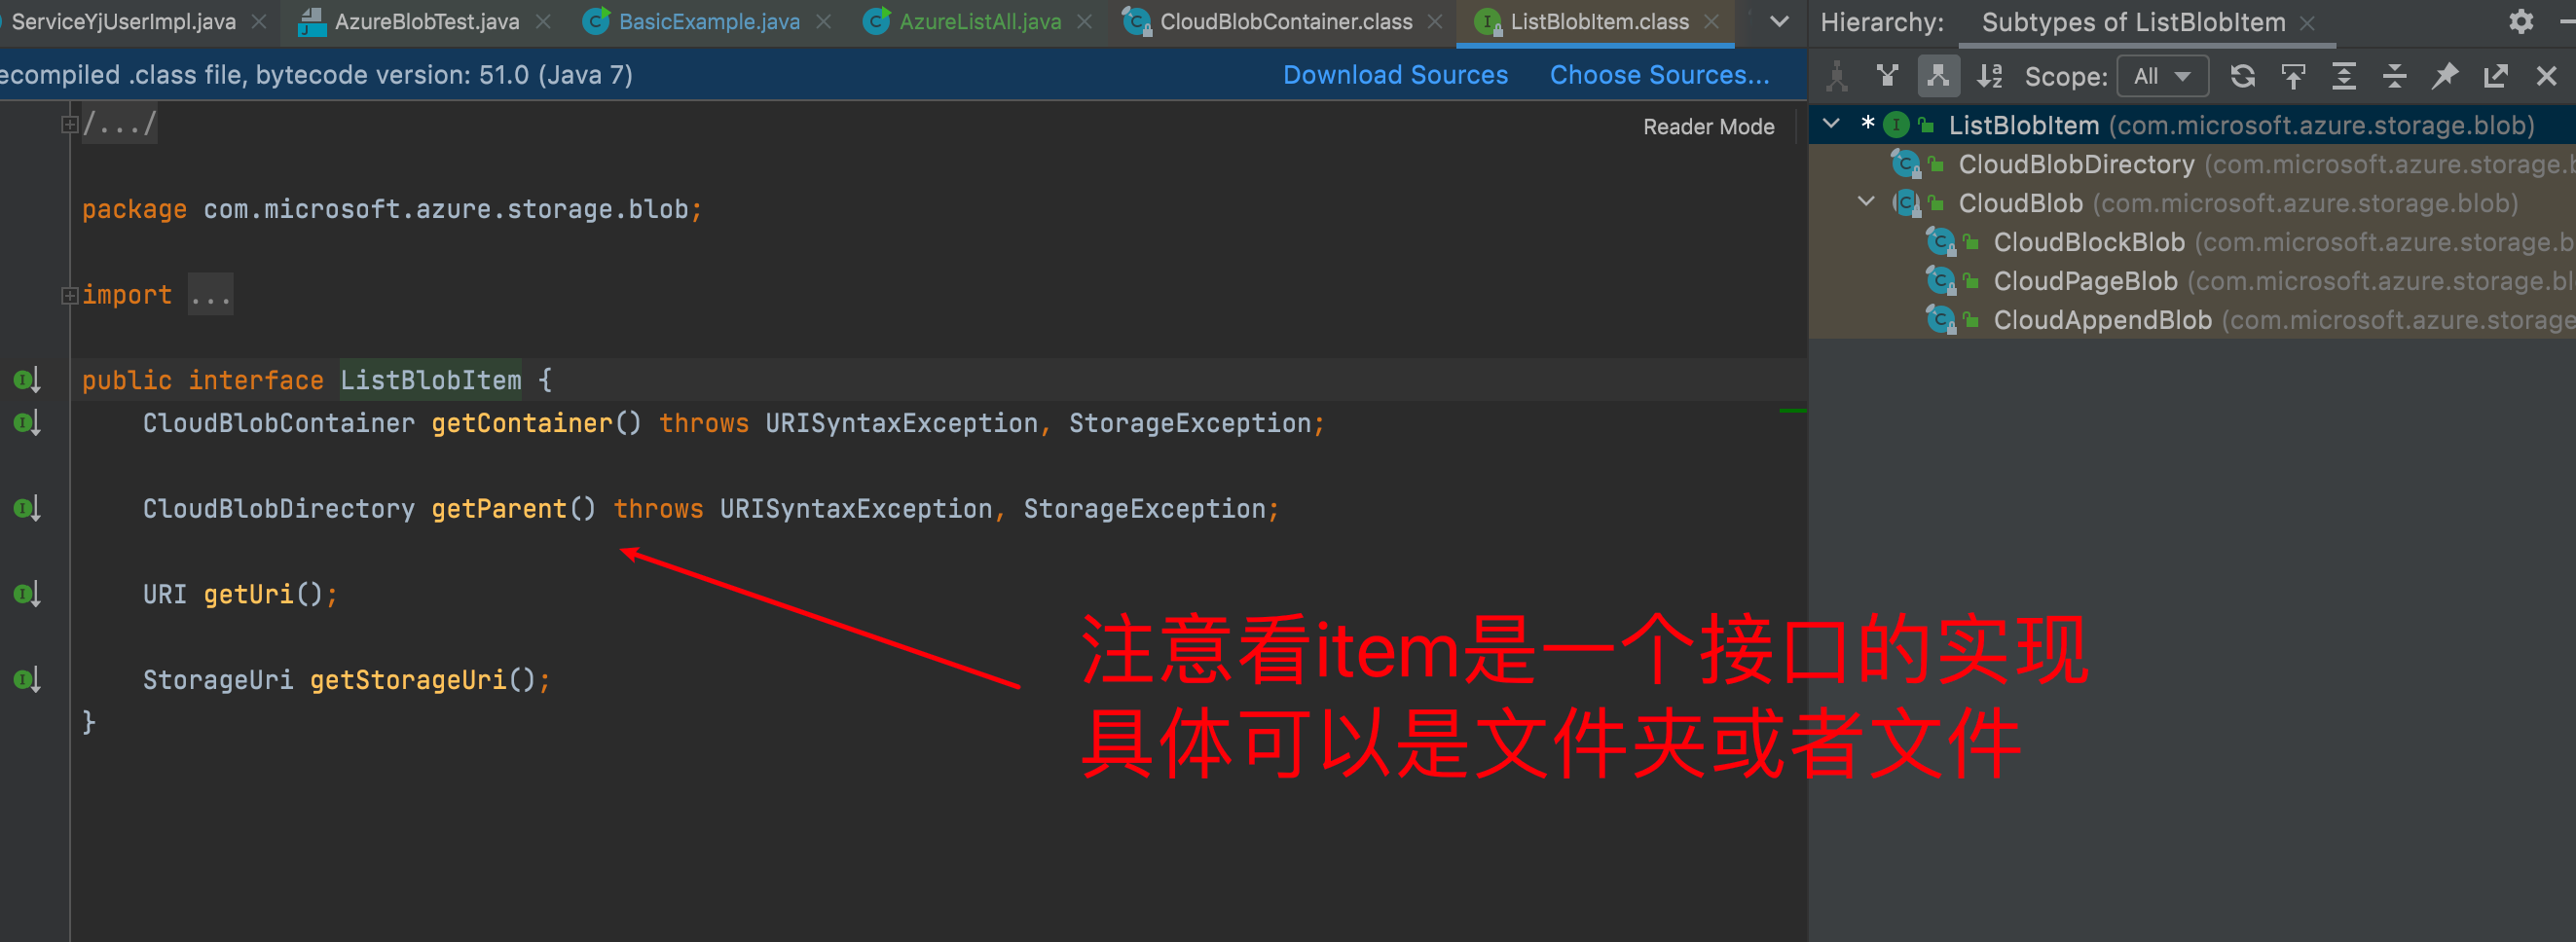 ServiceYjUserImpl.java
AzureBlobTest.java
BasicExample.java
AzureListAll.java
CloudBlobContainer.class
ListBlobItem.class
Hierarchy:
Subtypes of ListBlobItem
ecompiled .class file, bytecode version: 51.0 (Java 7)
Download Sources
Choose Sources...
Scope:
All
/.../
Reader Mode
package com.microsoft.azure.storage.blob;
import ...
public interface ListBlobItem {
CloudBlobContainer getContainer() throws URISyntaxException, StorageException;
CloudBlobDirectory getParent() throws URISyntaxException, StorageException;
URI getUri();
StorageUri getStorageUri();
}
注意看item是一个接口的实现
具体可以是文件夹或者文件
* ListBlobItem (com.microsoft.azure.storage.blob)
CloudBlobDirectory (com.microsoft.azure.storage.b
CloudBlob (com.microsoft.azure.storage.blob)
CloudBlockBlob (com.microsoft.azure.storage.b
CloudPageBlob (com.microsoft.azure.storage.bl
CloudAppendBlob (com.microsoft.azure.storage